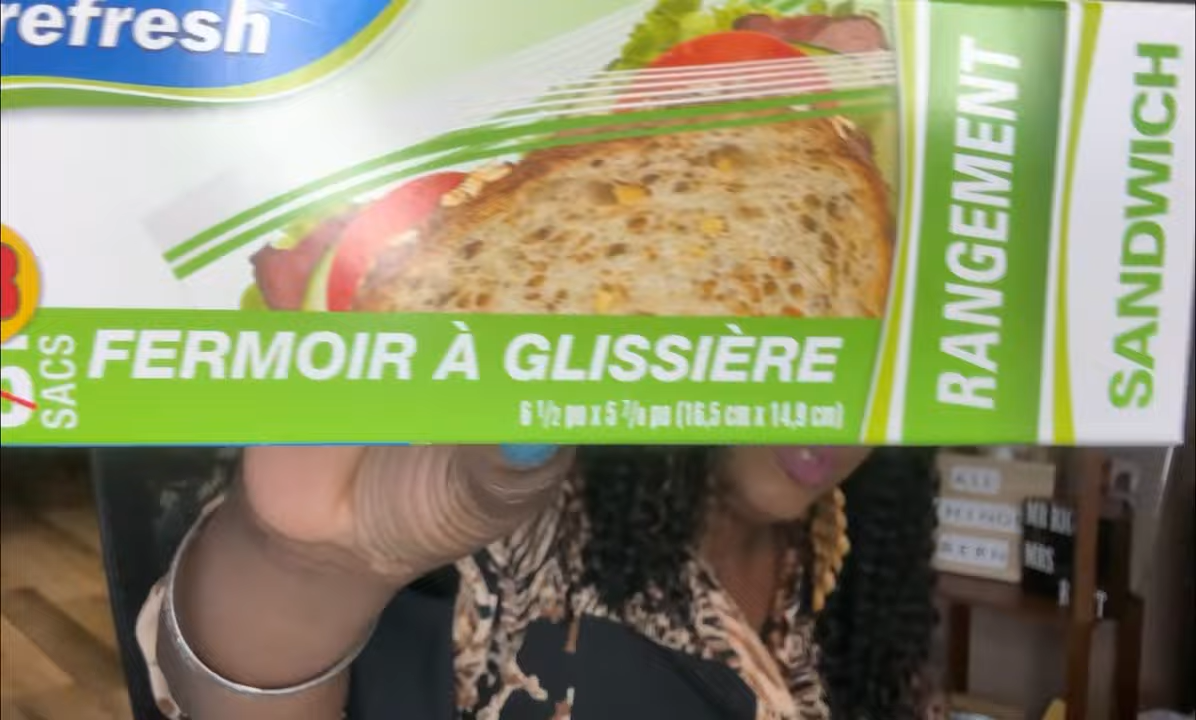 refresh
SACS
FERMOIR À GLISSIÈRE
6 1/2 po x 5 7/8 po (16,5 cm x 14,9 cm)
RANGEMENT
SANDWICH
ALL